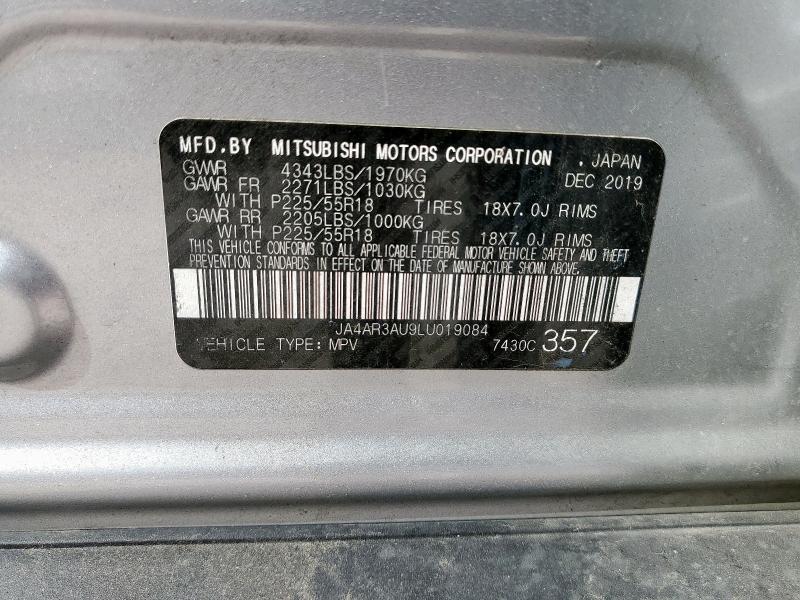 MFD.BY MITSUBISHI MOTORS CORPORATION . JAPAN
GVWR 4343LBS/1970KG DEC 2019
GAWR FR 2271LBS/1030KG
WITH P225/55R18 TIRES 18X7.0J RIMS
GAWR RR 2205LBS/1000KG
WITH P225/55R18 TIRES 18X7.0J RIMS
THIS VEHICLE CONFORMS TO ALL APPLICABLE FEDERAL MOTOR VEHICLE SAFETY AND THEFT
PREVENTION STANDARDS IN EFFECT ON THE DATE OF MANUFACTURE SHOWN ABOVE.
JA4AR3AU9LU019084
VEHICLE TYPE: MPV 7430C 357